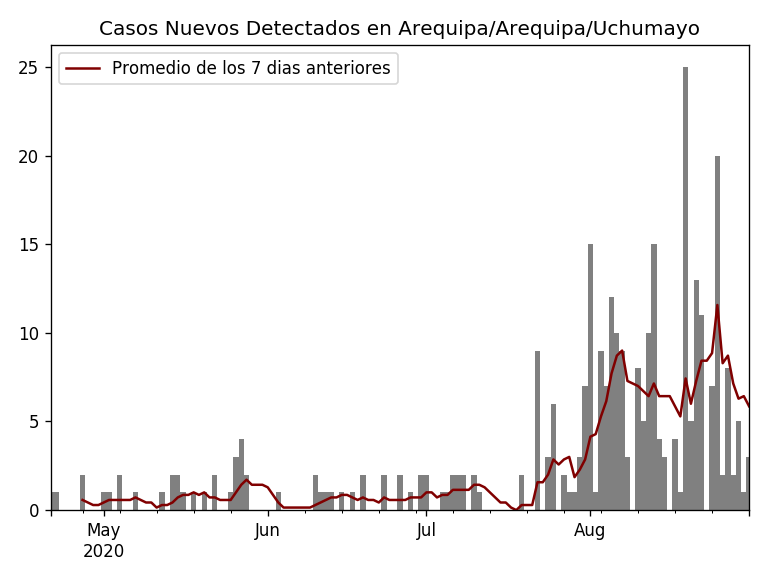 Casos Nuevos Detectados en Arequipa/Arequipa/Uchumayo
Promedio de los 7 dias anteriores
25
20
15
10
5
0
May Jun Jul Aug
2020